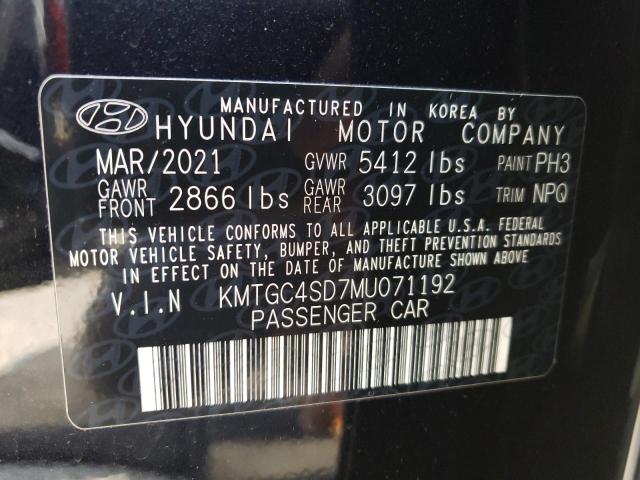 MANUFACTURED IN KOREA BY
HYUNDAI MOTOR COMPANY
MAR/2021 GVWR 5412 lbs PAINT PH3
GAWR FRONT 2866 lbs GAWR REAR 3097 lbs TRIM NPQ
THIS VEHICLE CONFORMS TO ALL APPLICABLE U.S.A. FEDERAL
MOTOR VEHICLE SAFETY, BUMPER, AND THEFT PREVENTION STANDARDS
IN EFFECT ON THE DATE OF MANUFACTURE SHOWN ABOVE
V.I.N KMTGC4SD7MU071192
PASSENGER CAR